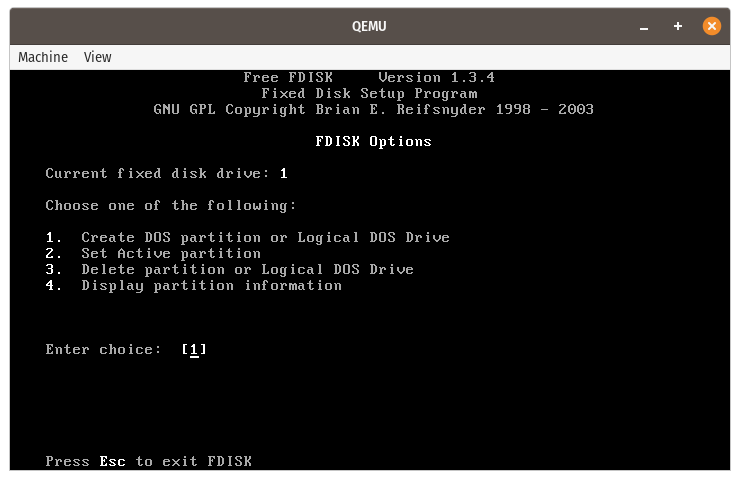 QEMU
Machine View
Free FDISK Version 1.3.4
Fixed Disk Setup Program
GNU GPL Copyright Brian E. Reifsnyder 1998 - 2003
FDISK Options
Current fixed disk drive: 1
Choose one of the following:
1. Create DOS partition or Logical DOS Drive
2. Set Active partition
3. Delete partition or Logical DOS Drive
4. Display partition information
Enter choice: [1]
Press Esc to exit FDISK